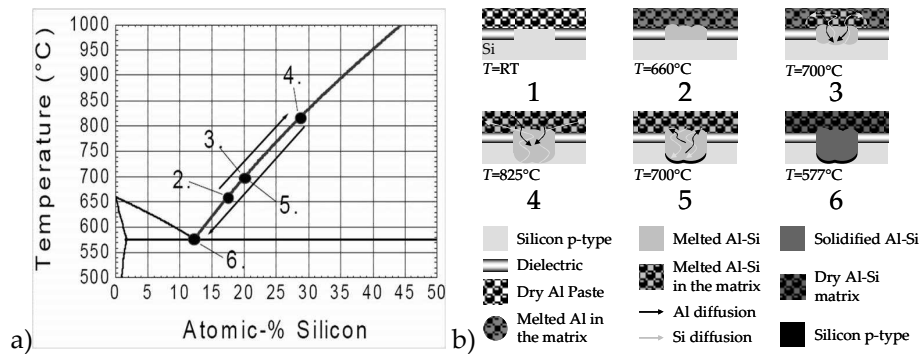 a)
Temperature (°C)
1000
950
900
850
800
750
700
650
600
550
500
4.
3.
2.
5.
6.
0 5 10 15 20 25 30 35 40 45 50
Atomic-% Silicon
b)
Si
T=RT
T=660°C
T=700°C
1
2
3
T=825°C
T=700°C
T=577°C
4
5
6
Silicon p-type
Dielectric
Dry Al Paste
Melted Al in
the matrix
Melted Al-Si
Melted Al-Si
in the matrix
Al diffusion
Si diffusion
Solidified Al-Si
Dry Al-Si
matrix
Silicon p-type